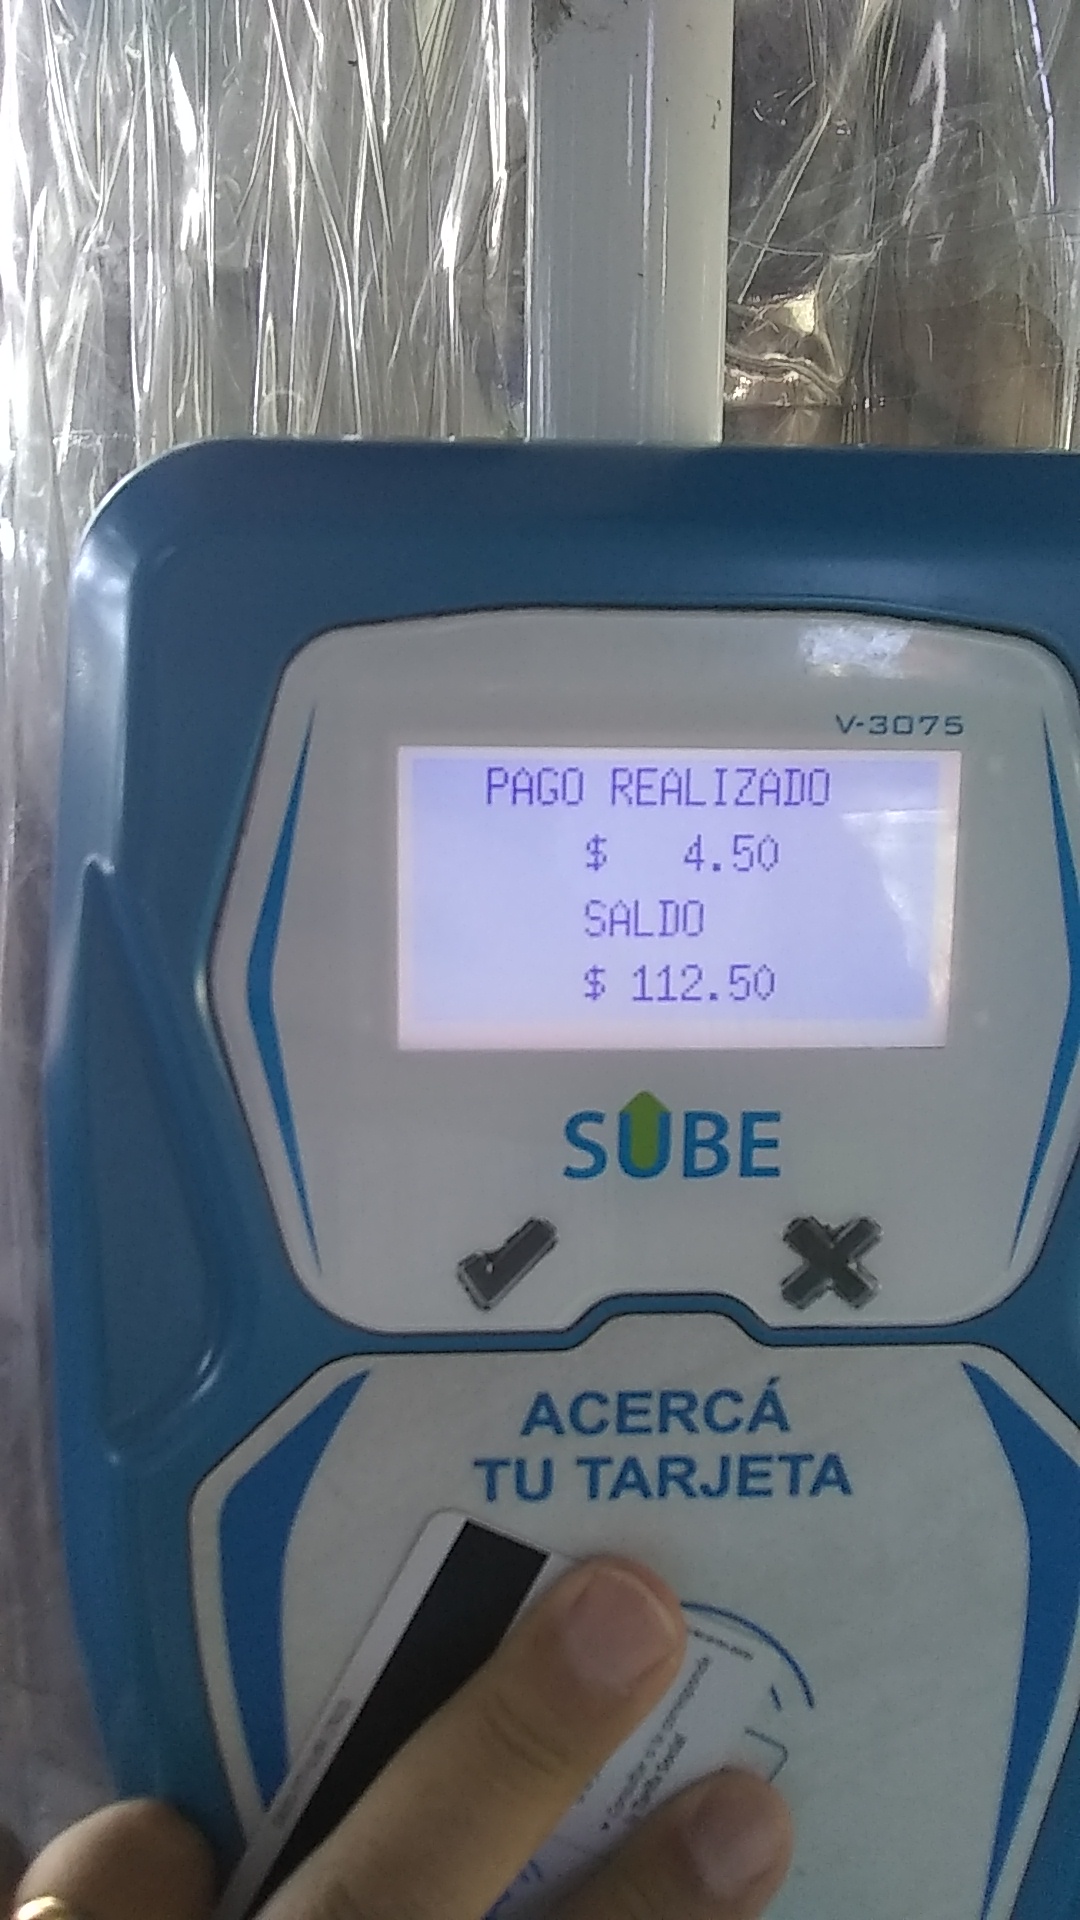 V-3075
PAGO REALIZADO
$ 4.50
SALDO
$ 112.50
SUBE
ACERCÁ
TU TARJETA